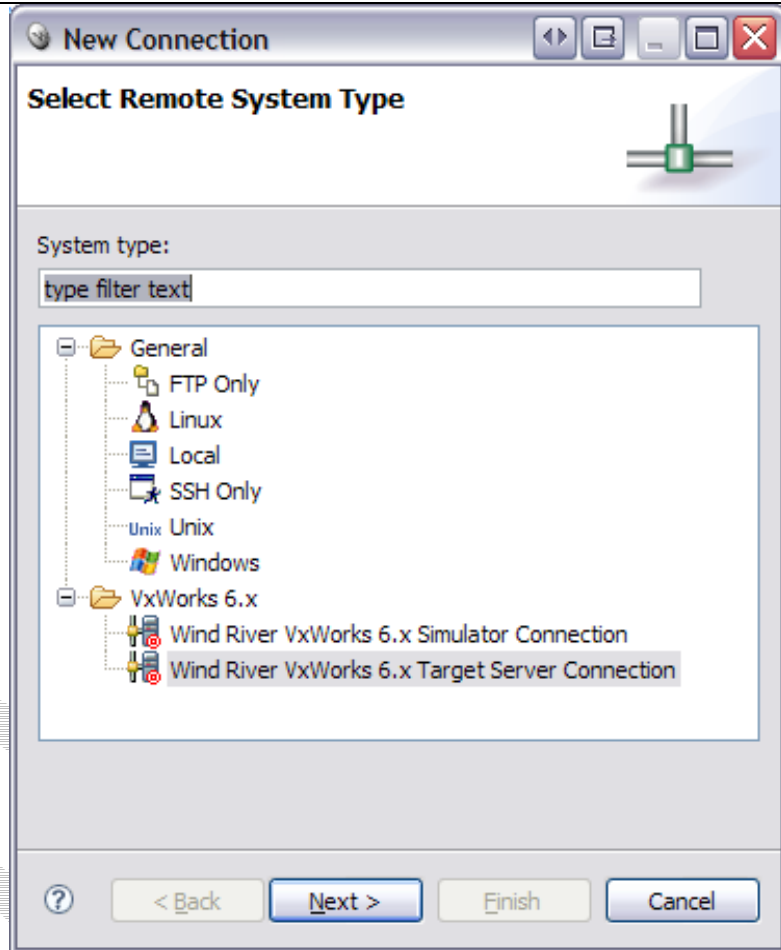 New Connection
Select Remote System Type
System type:
type filter text
General
FTP Only
Linux
Local
SSH Only
Unix Unix
Windows
VxWorks 6.x
Wind River VxWorks 6.x Simulator Connection
Wind River VxWorks 6.x Target Server Connection
? < Back Next > Finish Cancel